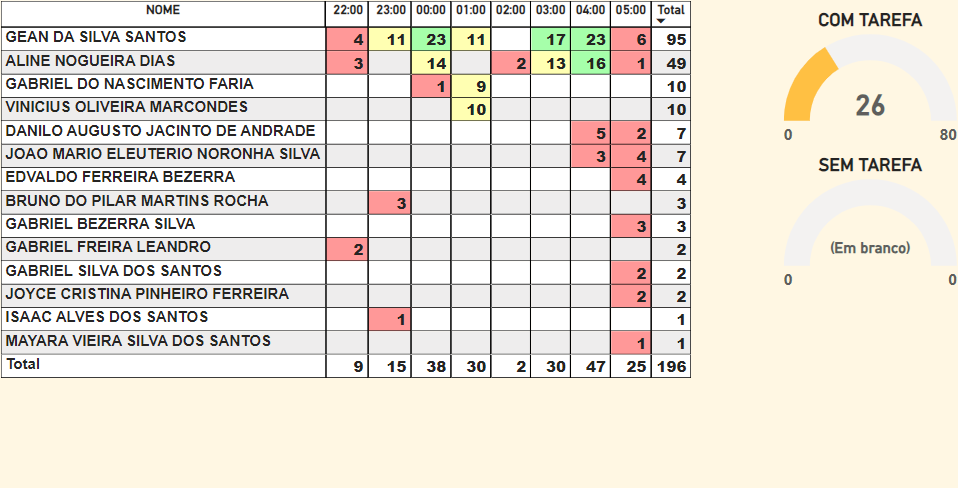 NOME 22:00 23:00 00:00 01:00 02:00 03:00 04:00 05:00 Total
GEAN DA SILVA SANTOS 4 11 23 11 17 23 6 95
ALINE NOGUEIRA DIAS 3 14 2 13 16 1 49
GABRIEL DO NASCIMENTO FARIA 1 9 10
VINICIUS OLIVEIRA MARCONDES 10 10
DANILO AUGUSTO JACINTO DE ANDRADE 5 2 7
JOAO MARIO ELEUTERIO NORONHA SILVA 3 4 7
EDVALDO FERREIRA BEZERRA 4 4
BRUNO DO PILAR MARTINS ROCHA 3 3
GABRIEL BEZERRA SILVA 3 3
GABRIEL FREIRA LEANDRO 2 2
GABRIEL SILVA DOS SANTOS 2 2
JOYCE CRISTINA PINHEIRO FERREIRA 2 2
ISAAC ALVES DOS SANTOS 1 1
MAYARA VIEIRA SILVA DOS SANTOS 1 1
Total 9 15 38 30 2 30 47 25 196
COM TAREFA
26
0 80
SEM TAREFA
(Em branco)
0 0